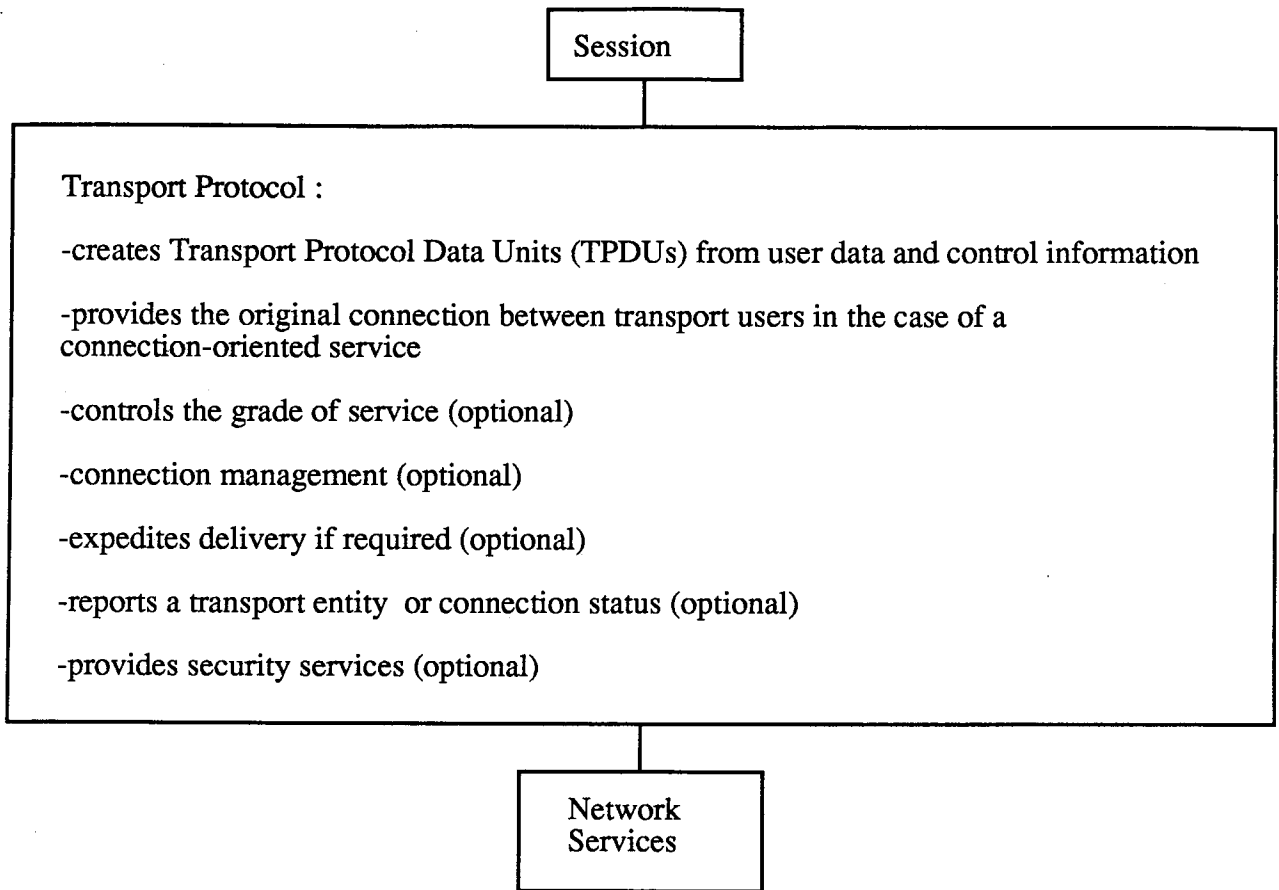 Session
Transport Protocol :
-creates Transport Protocol Data Units (TPDUs) from user data and control information
-provides the original connection between transport users in the case of a
connection-oriented service
-controls the grade of service (optional)
-connection management (optional)
-expedites delivery if required (optional)
-reports a transport entity or connection status (optional)
-provides security services (optional)
Network
Services